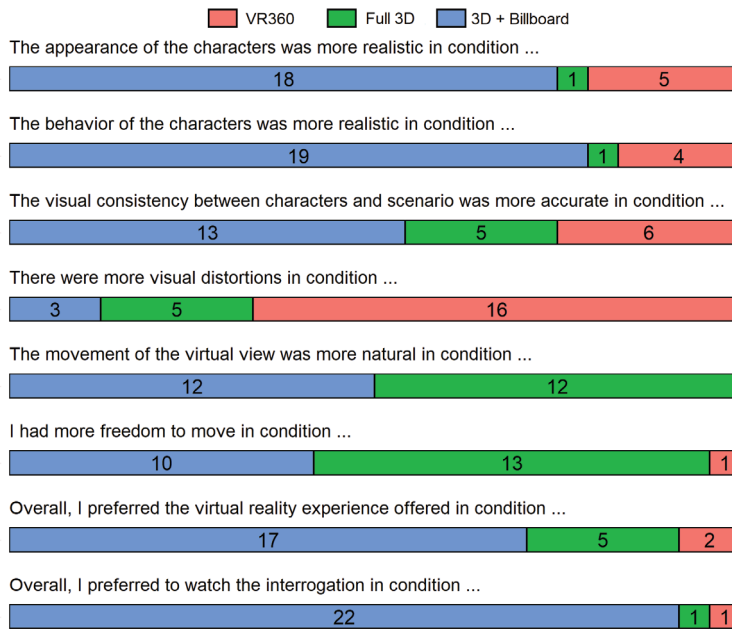 VR360 Full 3D 3D + Billboard
The appearance of the characters was more realistic in condition ...
18 1 5
The behavior of the characters was more realistic in condition ...
19 1 4
The visual consistency between characters and scenario was more accurate in condition ...
13 5 6
There were more visual distortions in condition ...
3 5 16
The movement of the virtual view was more natural in condition ...
12 12
I had more freedom to move in condition ...
10 13 1
Overall, I preferred the virtual reality experience offered in condition ...
17 5 2
Overall, I preferred to watch the interrogation in condition ...
22 1 1